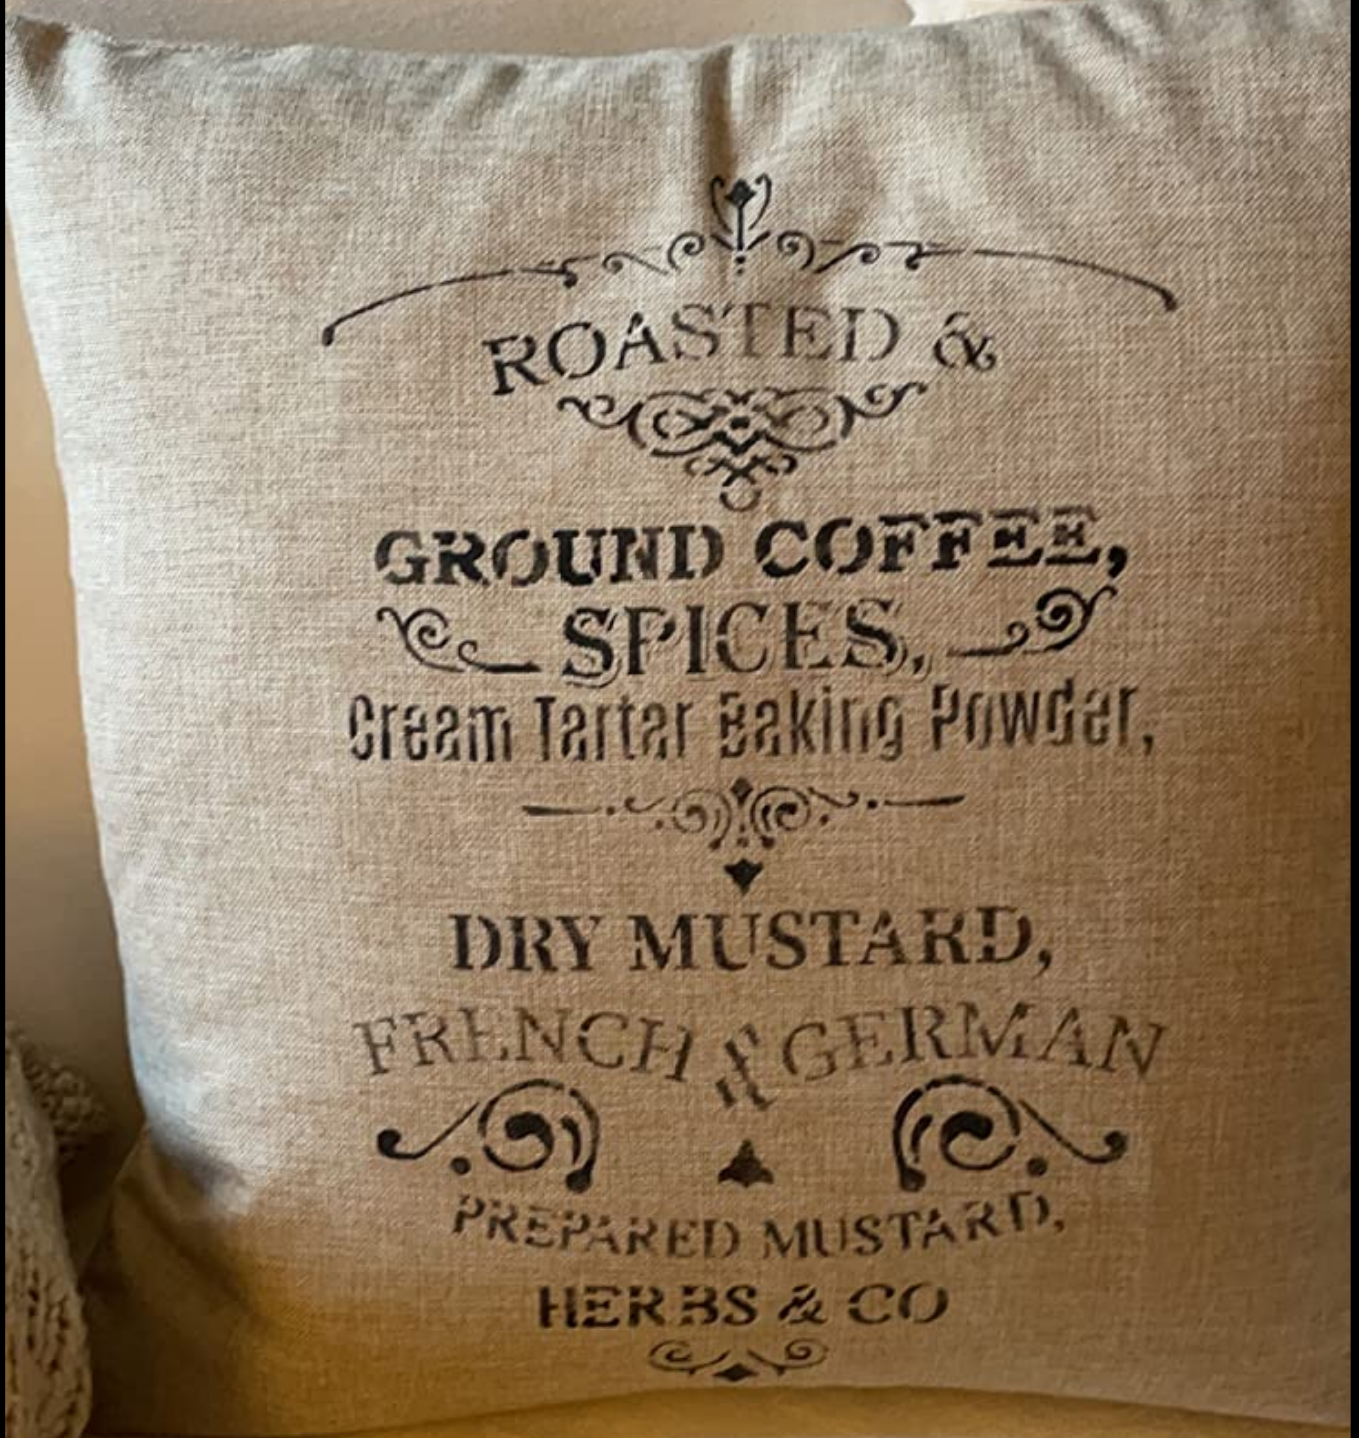 ROASTED &
GROUND COFFEE,
SPICES,
Cream Tartar Baking Powder,
DRY MUSTARD,
FRENCH & GERMAN
PREPARED MUSTARD,
HERBS & CO